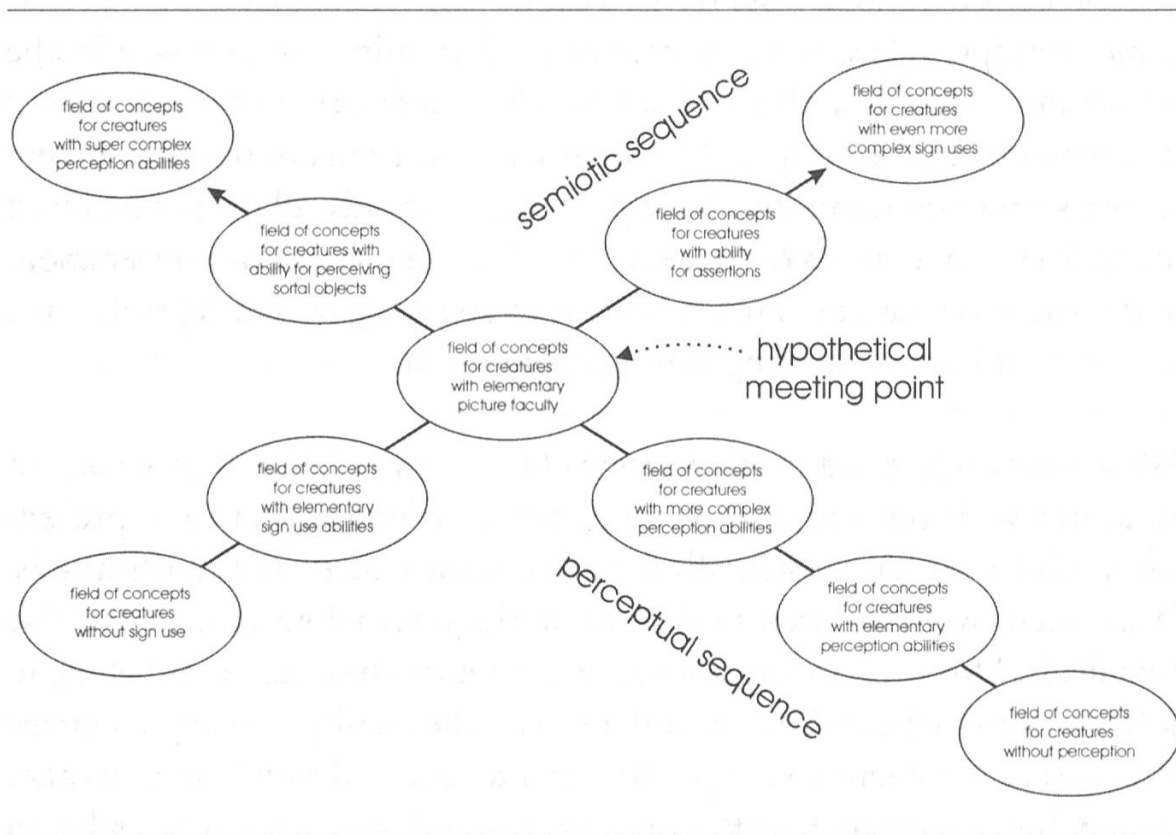 field of concepts
for creatures
with super complex
perception abilities
semiotic sequence
field of concepts
for creatures
with even more
complex sign uses
field of concepts
for creatures with
ability for perceiving
sortal objects
field of concepts
for creatures
with ability
for assertions
field of concepts
for creatures
with elementary
picture faculty
hypothetical
meeting point
field of concepts
for creatures
with elementary
sign use abilities
field of concepts
for creatures
with more complex
perception abilities
field of concepts
for creatures
without sign use
perceptual sequence
field of concepts
for creatures
with elementary
perception abilities
field of concepts
for creatures
without perception